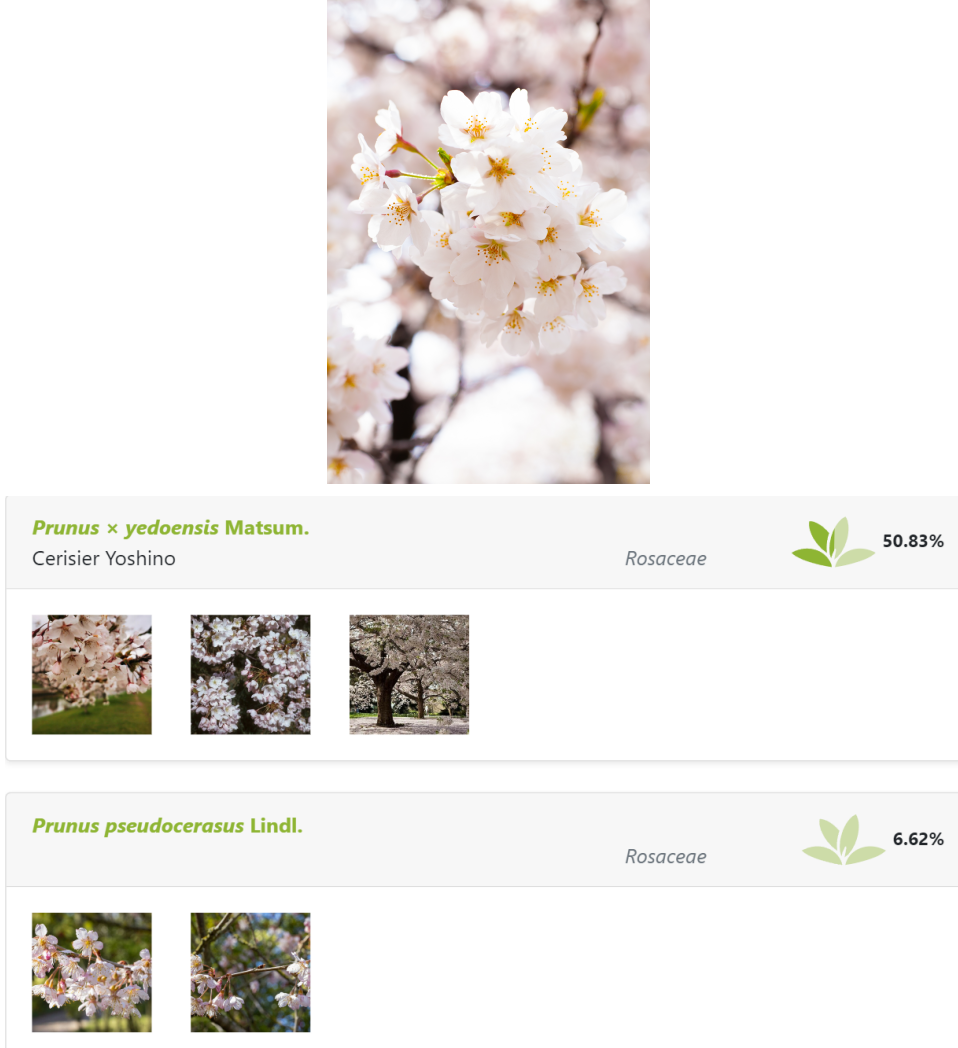 Prunus × yedoensis Matsum.
Cerisier Yoshino
Rosaceae
50.83%
Prunus pseudocerasus Lindl.
Rosaceae
6.62%